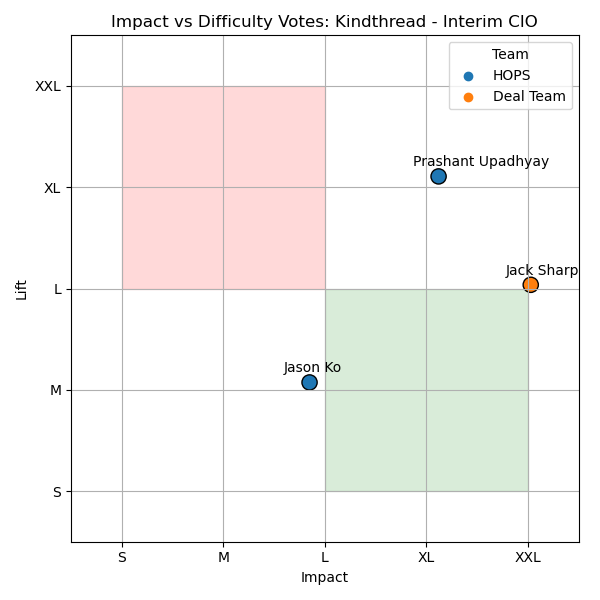 Impact vs Difficulty Votes: Kindthread - Interim CIO
Team
HOPS
Deal Team
XXL
Prashant Upadhyay
XL
Jack Sharp
L
Lift
Jason Ko
M
S
S M L XL XXL
Impact